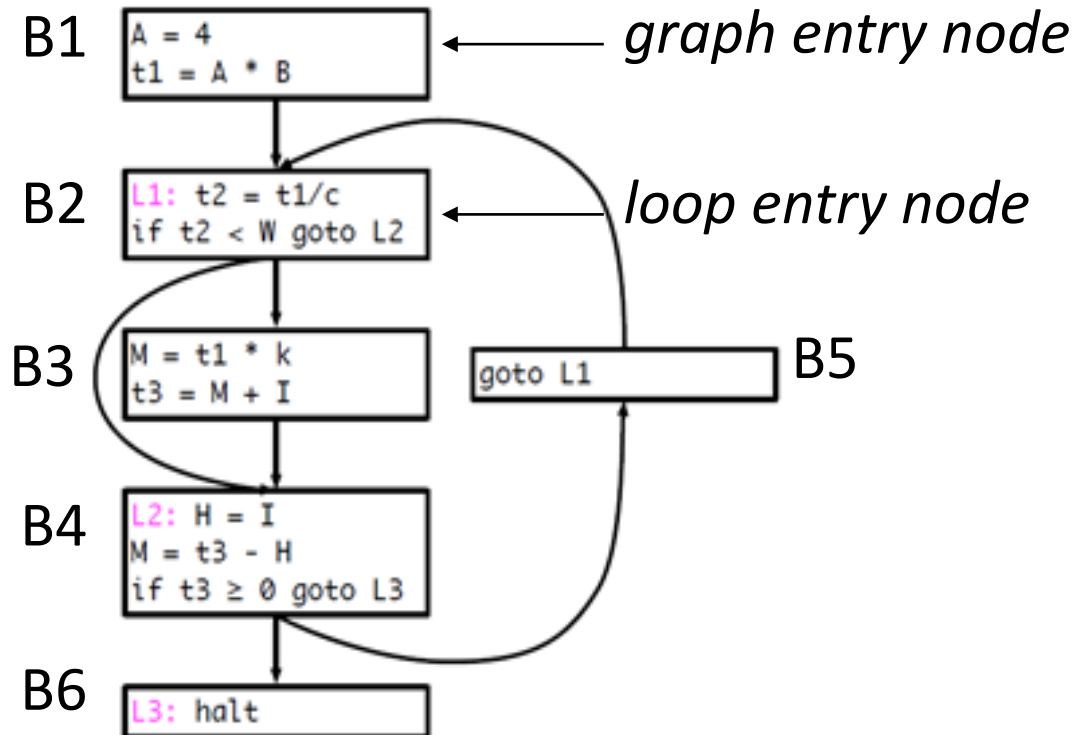 B1
A = 4
t1 = A * B
graph entry node
B2
L1: t2 = t1/c
if t2 < W goto L2
loop entry node
B3
M = t1 * k
t3 = M + I
goto L1
B5
B4
L2: H = I
M = t3 - H
if t3 ≥ 0 goto L3
B6
L3: halt